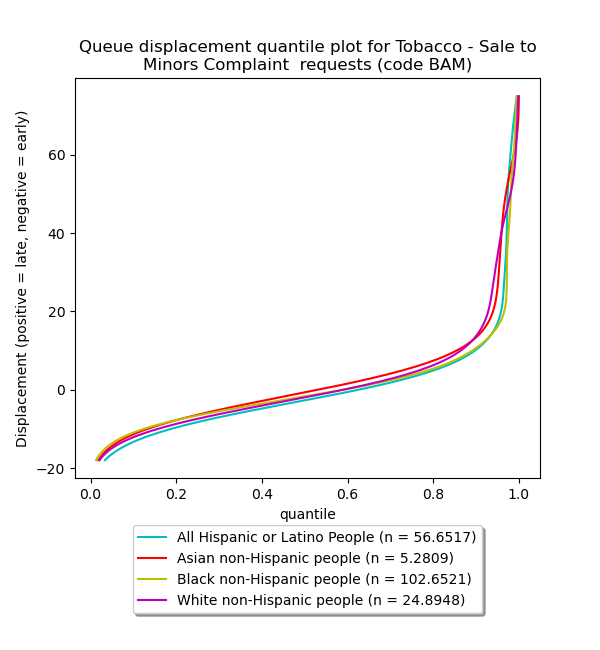 Queue displacement quantile plot for Tobacco - Sale to
Minors Complaint  requests (code BAM)
Displacement (positive = late, negative = early)
60
40
20
0
−20
0.0 0.2 0.4 0.6 0.8 1.0
quantile
All Hispanic or Latino People (n = 56.6517)
Asian non-Hispanic people (n = 5.2809)
Black non-Hispanic people (n = 102.6521)
White non-Hispanic people (n = 24.8948)